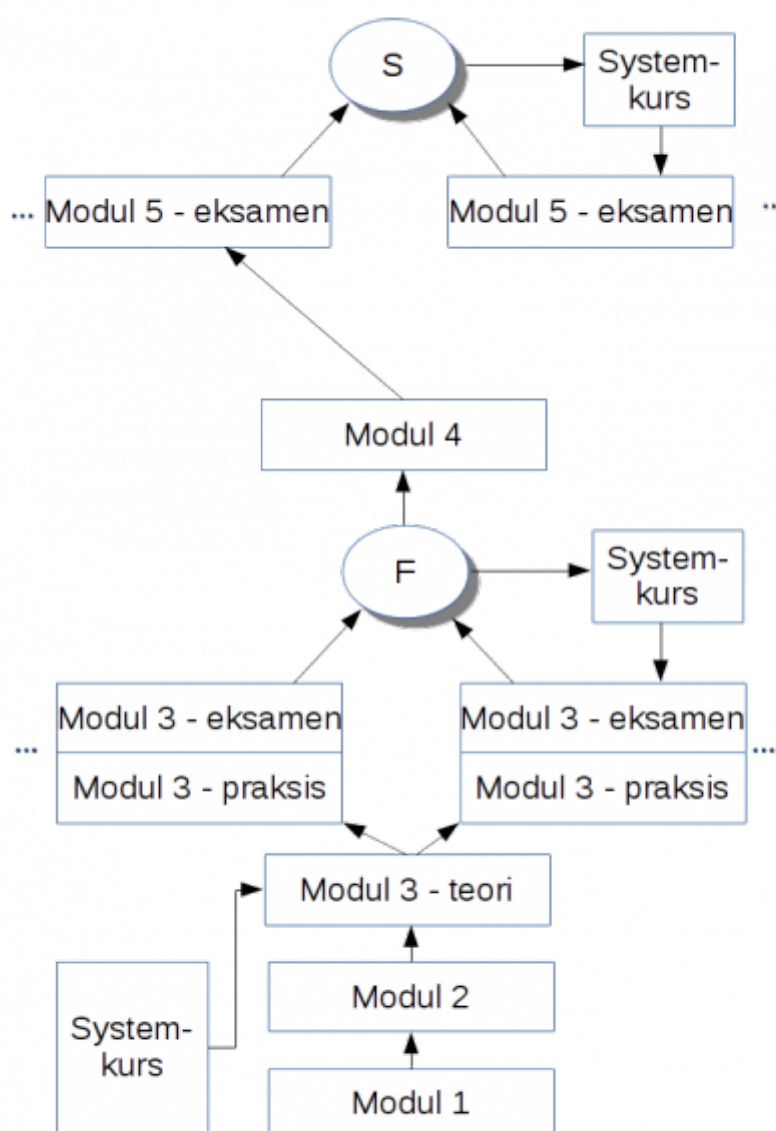 S
System-
kurs
... Modul 5 - eksamen
Modul 5 - eksamen
Modul 4
F
System-
kurs
Modul 3 - eksamen
Modul 3 - eksamen
...
...
Modul 3 - praksis
Modul 3 - praksis
Modul 3 - teori
Modul 2
System-
kurs
Modul 1